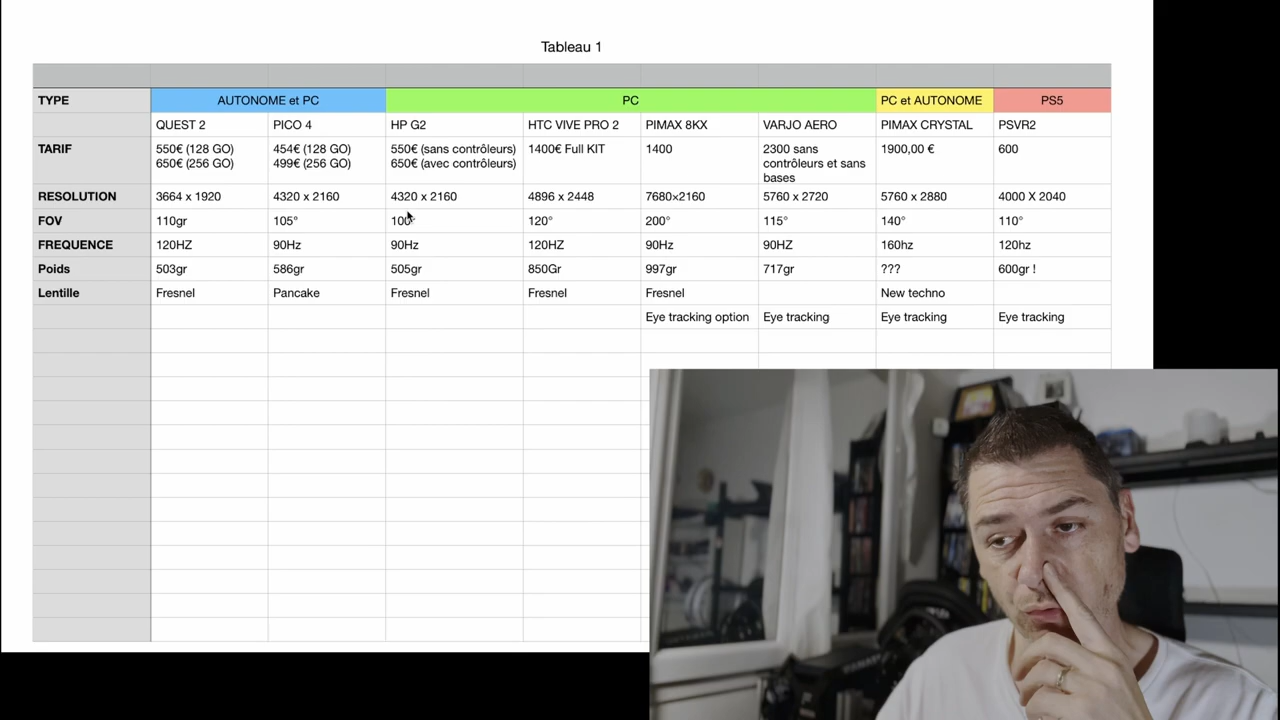 Tableau 1
TYPE AUTONOME et PC PC PC et AUTONOME PS5
QUEST 2 PICO 4 HP G2 HTC VIVE PRO 2 PIMAX 8KX VARJO AERO PIMAX CRYSTAL PSVR2
TARIF 550€ (128 GO) 454€ (128 GO) 550€ (sans contrôleurs) 1400€ Full KIT 1400 2300 sans 1900,00 € 600
650€ (256 GO) 499€ (256 GO) 650€ (avec contrôleurs) contrôleurs et sans
bases
RESOLUTION 3664 x 1920 4320 x 2160 4320 x 2160 4896 x 2448 7680×2160 5760 x 2720 5760 x 2880 4000 X 2040
FOV 110gr 105° 100° 120° 200° 115° 140° 110°
FREQUENCE 120HZ 90Hz 90Hz 120HZ 90Hz 90HZ 160hz 120hz
Poids 503gr 586gr 505gr 850Gr 997gr 717gr ??? 600gr !
Lentille Fresnel Pancake Fresnel Fresnel Fresnel New techno
Eye tracking option Eye tracking Eye tracking Eye tracking